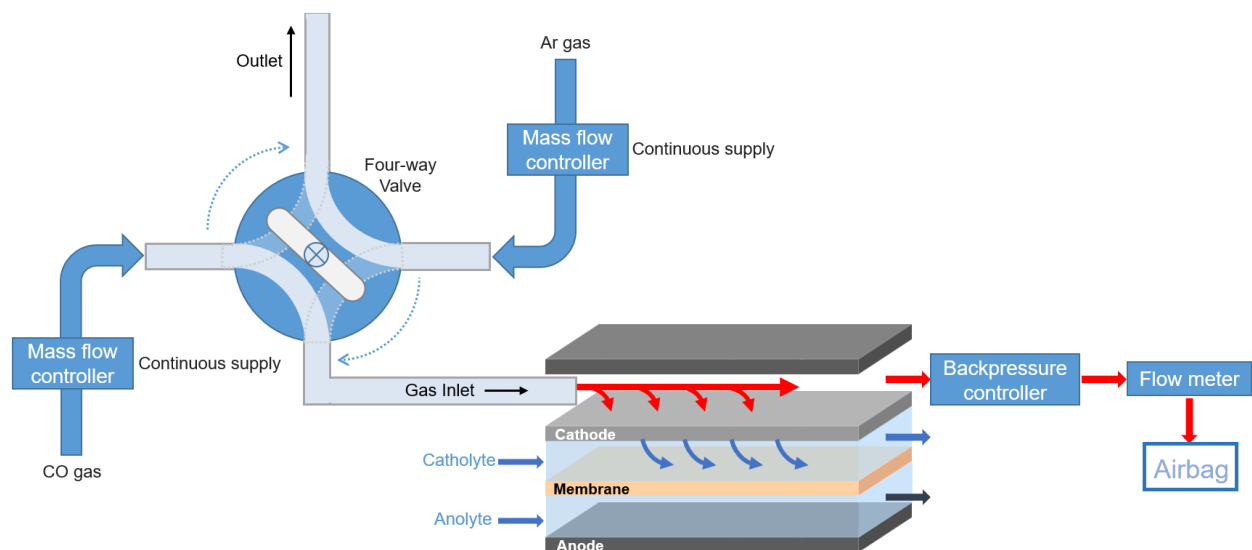 Outlet
Ar gas
Mass flow
controller
Continuous supply
Four-way
Valve
Mass flow
controller
Continuous supply
CO gas
Gas Inlet
Backpressure
controller
Flow meter
Airbag
Cathode
Catholyte
Membrane
Anolyte
Anode